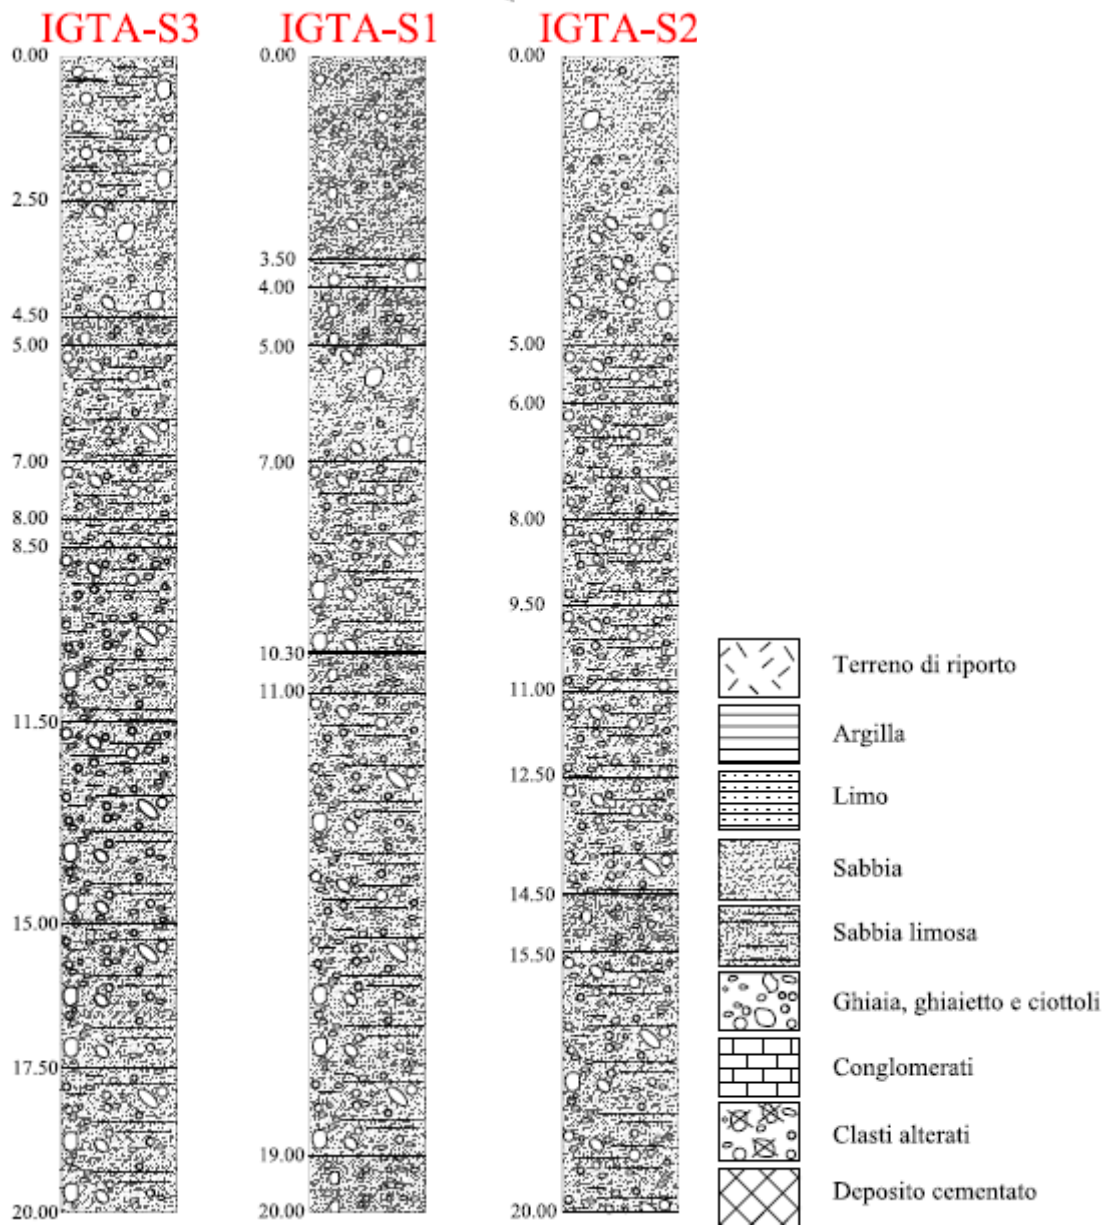 IGTA-S3
0.00
2.50
4.50
5.00
7.00
8.00
8.50
11.50
15.00
17.50
20.00
IGTA-S1
0.00
3.50
4.00
5.00
7.00
10.30
11.00
19.00
20.00
IGTA-S2
0.00
5.00
6.00
8.00
9.50
11.00
12.50
14.50
15.50
20.00
Terreno di riporto
Argilla
Limo
Sabbia
Sabbia limosa
Ghiaia, ghiaietto e ciottoli
Conglomerati
Clasti alterati
Deposito cementato